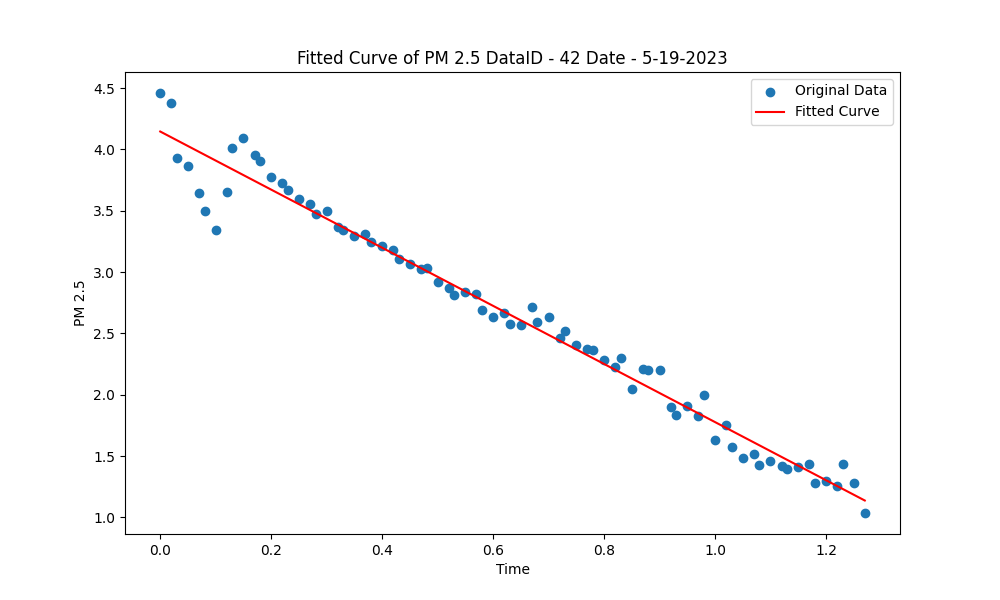 Fitted Curve of PM 2.5 DataID - 42 Date - 5-19-2023
Original Data
Fitted Curve
4.5
4.0
3.5
3.0
2.5
2.0
1.5
1.0
PM 2.5
0.0 0.2 0.4 0.6 0.8 1.0 1.2
Time